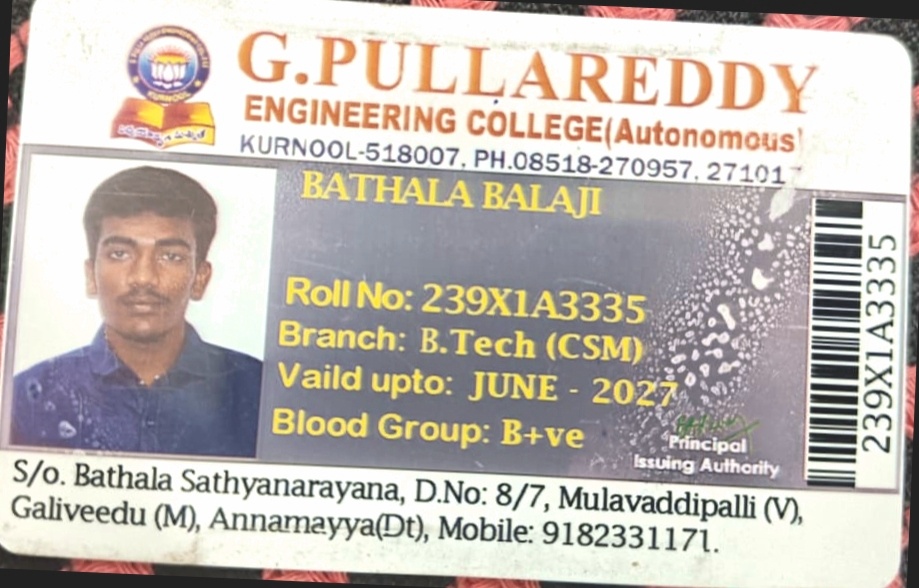 G.PULLAREDDY
ENGINEERING COLLEGE(Autonomous)
KURNOOL-518007, PH.08518-270957, 27101
KURNOOL
BATHALA BALAJI
Roll No: 239X1A3335
Branch: B.Tech (CSM)
Vaild upto: JUNE - 2027
Blood Group: B+ve
Principal
Issuing Authority
239X1A3335
S/o. Bathala Sathyanarayana, D.No: 8/7, Mulavaddipalli (V),
Galiveedu (M), Annamayya(Dt), Mobile: 9182331171.